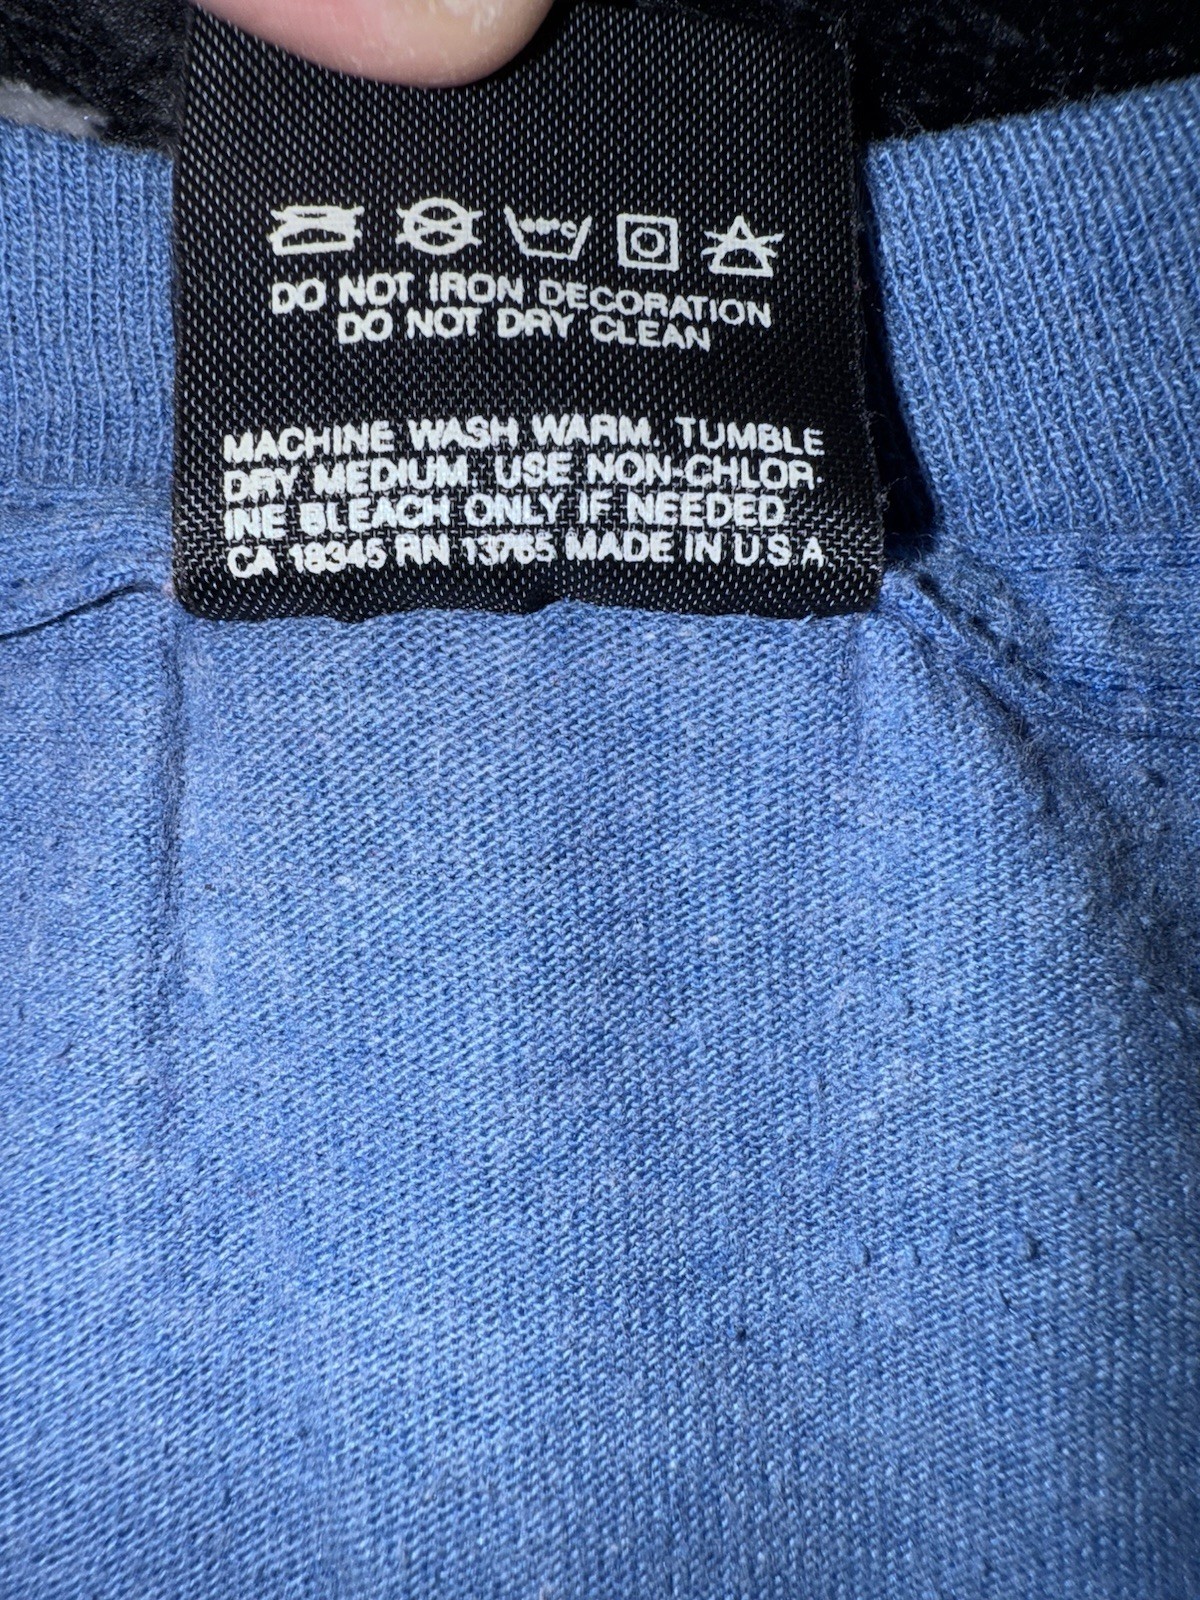 40°C
DO NOT IRON DECORATION
DO NOT DRY CLEAN
MACHINE WASH WARM. TUMBLE
DRY MEDIUM. USE NON-CHLOR-
INE BLEACH ONLY IF NEEDED
CA 18345 RN 13765 MADE IN U.S.A